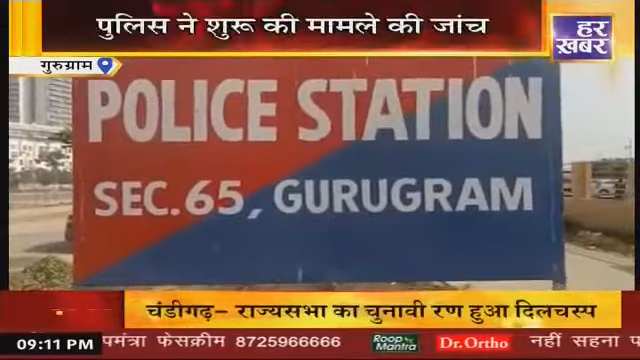 पुलिस ने शुरू की मामले की जांच
हर
ख़बर
गुरुग्राम
POLICE STATION
SEC.65, GURUGRAM
चंडीगढ़- राज्यसभा का चुनावी रण हुआ दिलचस्प
09:11 PM पमंत्रा फेसक्रीम 8725966666 Roop Mantra Dr.Ortho नहीं सहना प